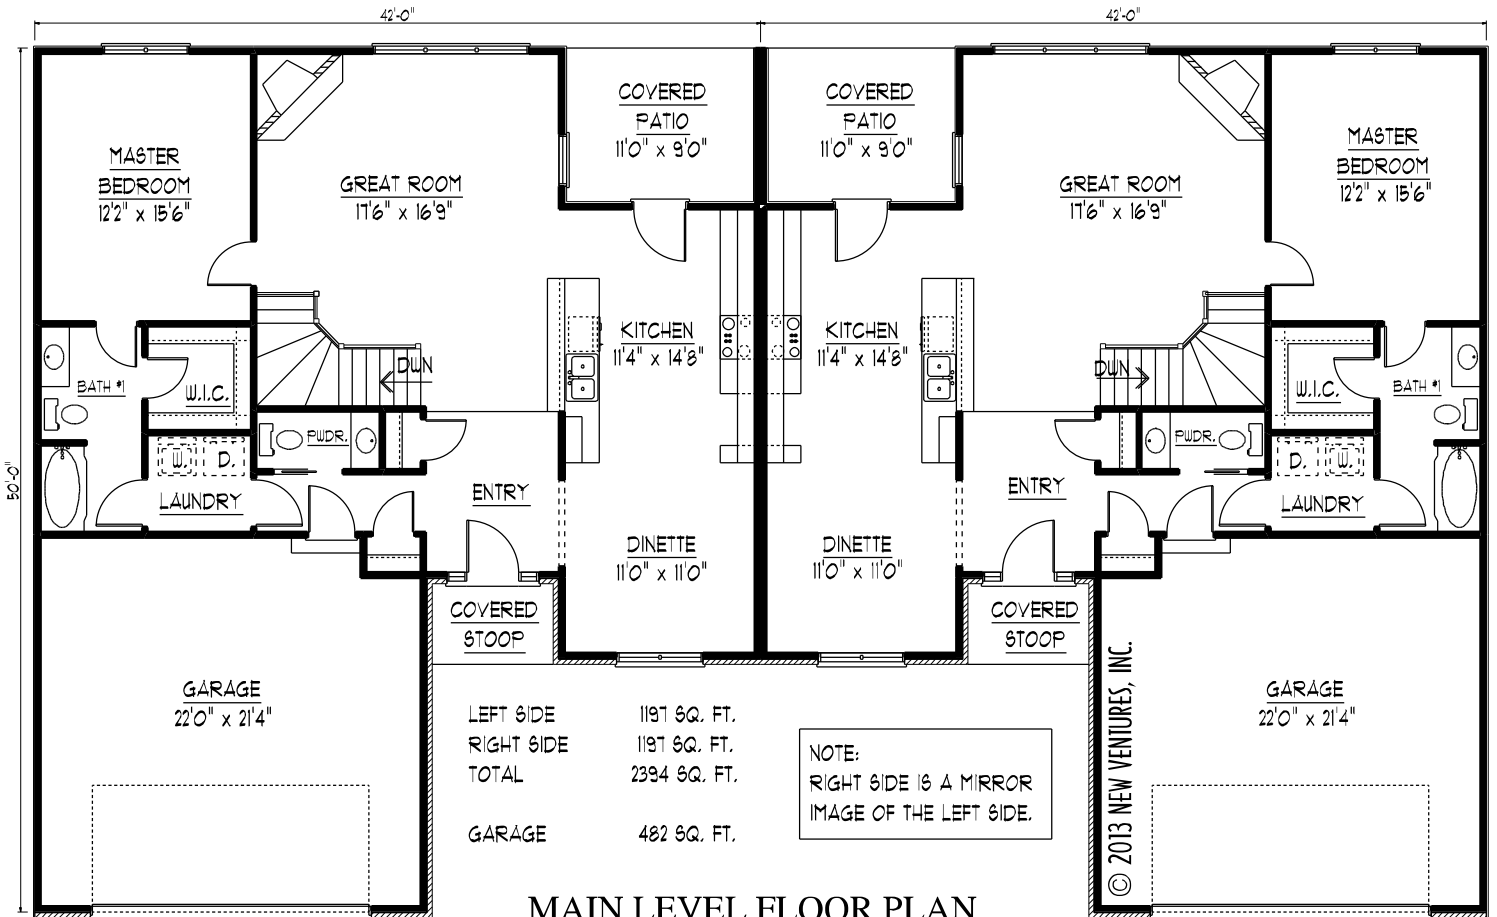 42'-0"
42'-0"
50'-0"
MASTER
BEDROOM
12'2" x 15'6"
GREAT ROOM
17'6" x 16'9"
COVERED
PATIO
11'0" x 9'0"
COVERED
PATIO
11'0" x 9'0"
GREAT ROOM
17'6" x 16'9"
MASTER
BEDROOM
12'2" x 15'6"
KITCHEN
11'4" x 14'8"
KITCHEN
11'4" x 14'8"
DWN
DWN
BATH #1
W.I.C.
W.I.C.
BATH #1
PWDR.
PWDR.
W. D.
LAUNDRY
D. W.
LAUNDRY
ENTRY
ENTRY
DINETTE
11'0" x 11'0"
DINETTE
11'0" x 11'0"
COVERED
STOOP
COVERED
STOOP
GARAGE
22'0" x 21'4"
GARAGE
22'0" x 21'4"
LEFT SIDE 1197 SQ. FT.
RIGHT SIDE 1197 SQ. FT.
TOTAL 2394 SQ. FT.
GARAGE 482 SQ. FT.
NOTE:
RIGHT SIDE IS A MIRROR
IMAGE OF THE LEFT SIDE.
© 2013 NEW VENTURES, INC.
MAIN LEVEL FLOOR PLAN